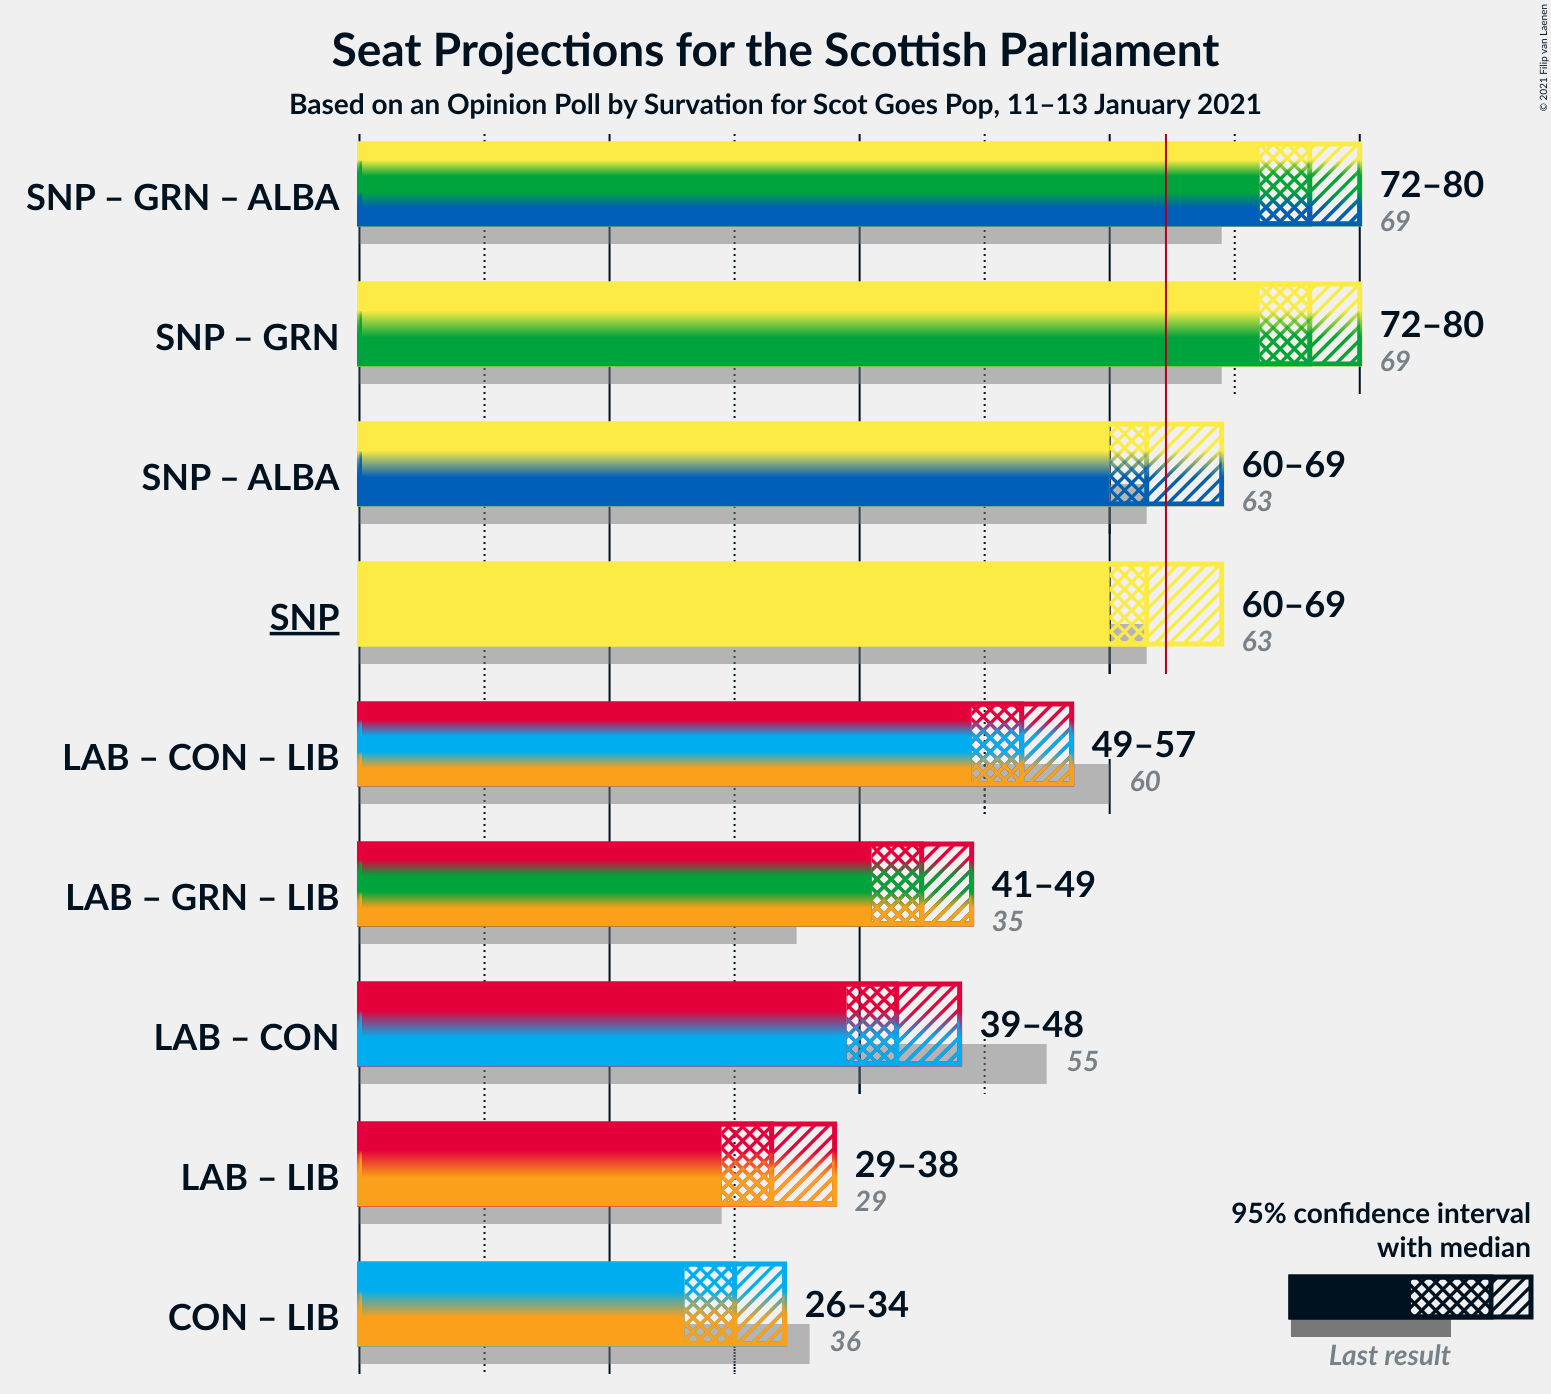 Seat Projections for the Scottish Parliament
Based on an Opinion Poll by Survation for Scot Goes Pop, 11–13 January 2021
© 2021 Filip van Laenen
SNP – GRN – ALBA
72–80
69
SNP – GRN
72–80
69
SNP – ALBA
60–69
63
SNP
60–69
63
LAB – CON – LIB
49–57
60
LAB – GRN – LIB
41–49
35
LAB – CON
39–48
55
LAB – LIB
29–38
29
CON – LIB
26–34
36
95% confidence interval
with median
Last result